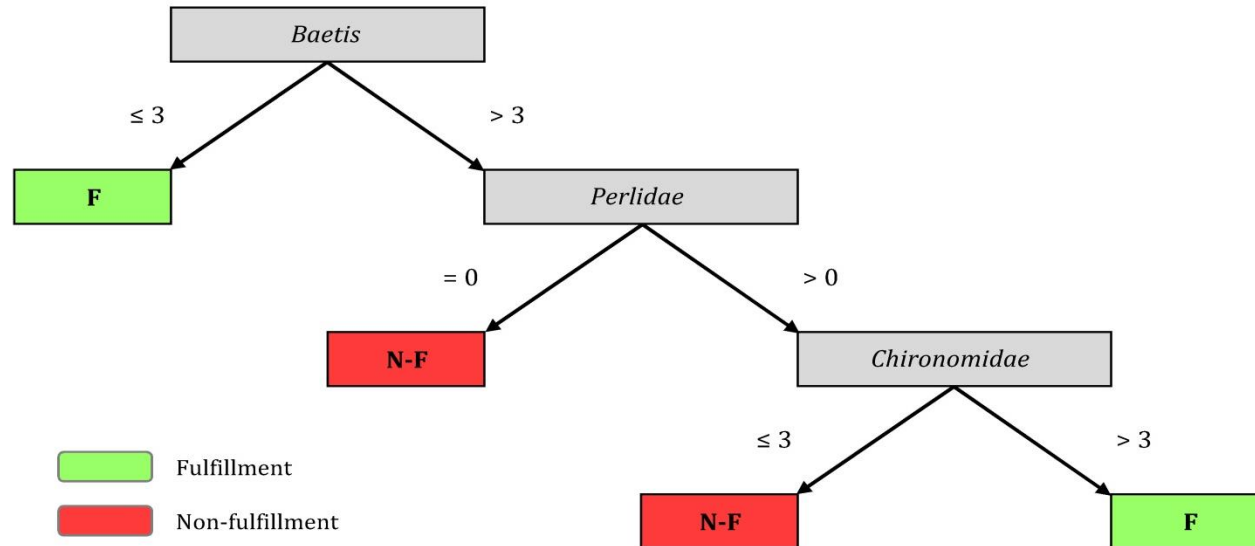 Baetis
≤ 3
> 3
F
Perlidae
= 0
> 0
N-F
Chironomidae
≤ 3
> 3
Fulfillment
Non-fulfillment
N-F
F